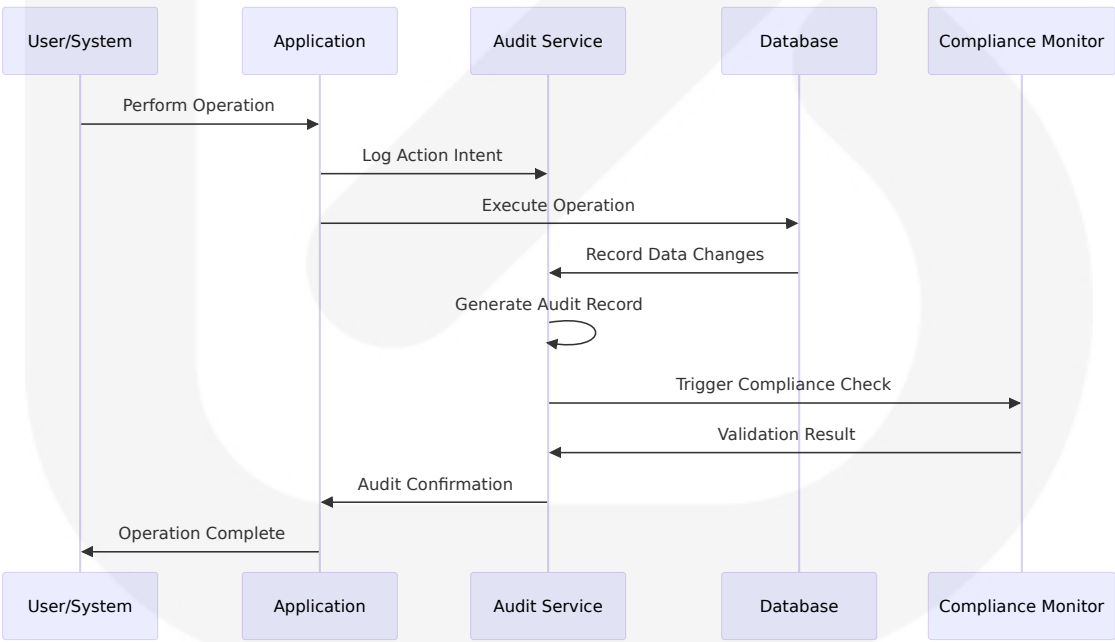 User/System
Application
Audit Service
Database
Compliance Monitor
Perform Operation
Log Action Intent
Execute Operation
Record Data Changes
Generate Audit Record
Trigger Compliance Check
Validation Result
Audit Confirmation
Operation Complete
User/System
Application
Audit Service
Database
Compliance Monitor